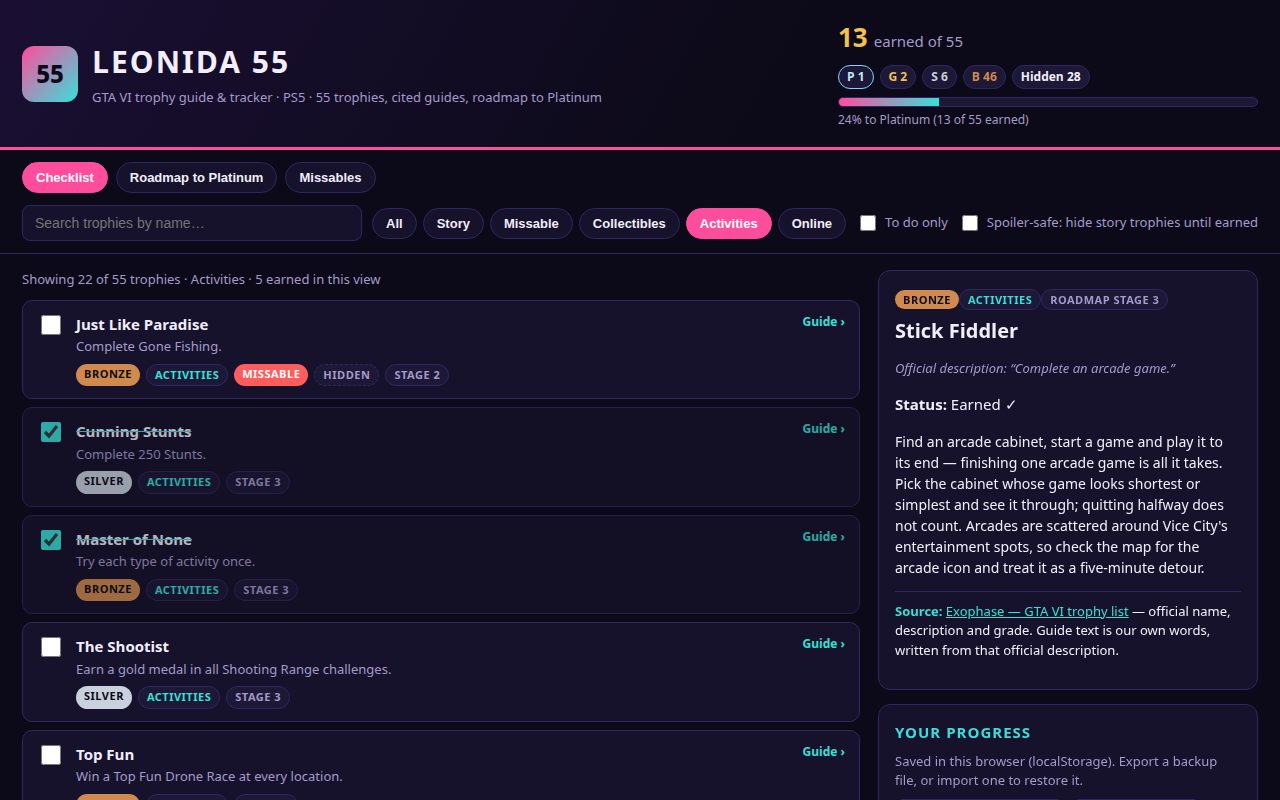 55
LEONIDA 55
GTA VI trophy guide & tracker · PS5 · 55 trophies, cited guides, roadmap to Platinum
13 earned of 55
P 1 G 2 S 6 B 46 Hidden 28
24% to Platinum (13 of 55 earned)
Checklist Roadmap to Platinum Missables
Search trophies by name… All Story Missable Collectibles Activities Online To do only Spoiler-safe: hide story trophies until earned
Showing 22 of 55 trophies · Activities · 5 earned in this view
Just Like Paradise Guide ›
Complete Gone Fishing.
BRONZE ACTIVITIES MISSABLE HIDDEN STAGE 2
Cunning Stunts Guide ›
Complete 250 Stunts.
SILVER ACTIVITIES STAGE 3
Master of None Guide ›
Try each type of activity once.
BRONZE ACTIVITIES STAGE 3
The Shootist Guide ›
Earn a gold medal in all Shooting Range challenges.
SILVER ACTIVITIES STAGE 3
Top Fun Guide ›
Win a Top Fun Drone Race at every location.
BRONZE ACTIVITIES ROADMAP STAGE 3
Stick Fiddler
Official description: “Complete an arcade game.”
Status: Earned ✓
Find an arcade cabinet, start a game and play it to
its end — finishing one arcade game is all it takes.
Pick the cabinet whose game looks shortest or
simplest and see it through; quitting halfway does
not count. Arcades are scattered around Vice City's
entertainment spots, so check the map for the
arcade icon and treat it as a five-minute detour.
Source: Exophase — GTA VI trophy list — official name,
description and grade. Guide text is our own words,
written from that official description.
YOUR PROGRESS
Saved in this browser (localStorage). Export a backup
file, or import one to restore it.